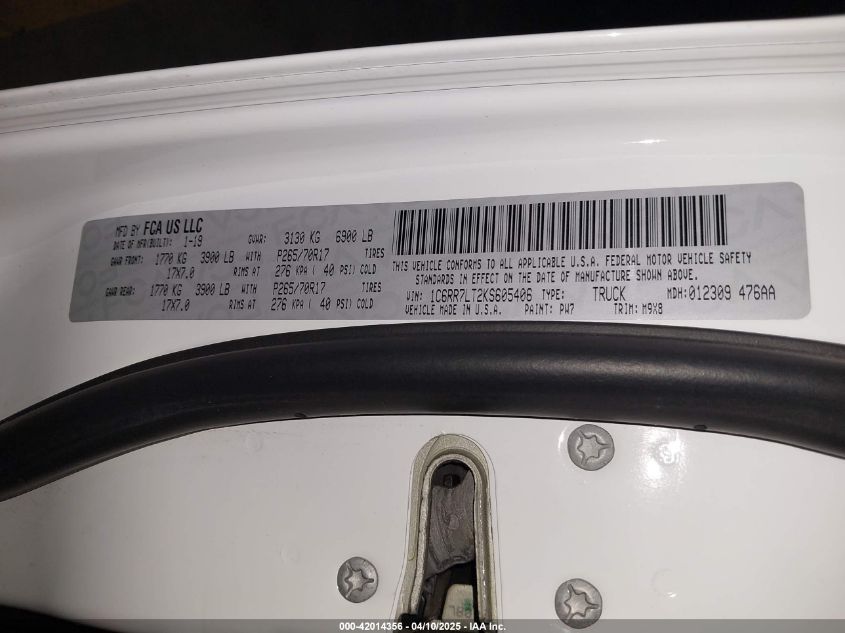 MFD BY FCA US LLC
DATE OF MFR(BUILT): 1-19 GVWR: 3130 KG 6900 LB
GAWR FRONT: 1770 KG 3900 LB WITH P265/70R17 TIRES
17X7.0 RIMS AT 276 KPA ( 40 PSI) COLD
GAWR REAR: 1770 KG 3900 LB WITH P265/70R17 TIRES
17X7.0 RIMS AT 276 KPA ( 40 PSI) COLD
THIS VEHICLE CONFORMS TO ALL APPLICABLE U.S.A. FEDERAL MOTOR VEHICLE SAFETY
STANDARDS IN EFFECT ON THE DATE OF MANUFACTURE SHOWN ABOVE.
VIN: 1C6RR7LT2KS605406 TYPE: TRUCK MDH: 012309 476AA
VEHICLE MADE IN U.S.A. PAINT: PW7 TRIM: M9X8
000-42014356 - 04/10/2025 - IAA Inc.